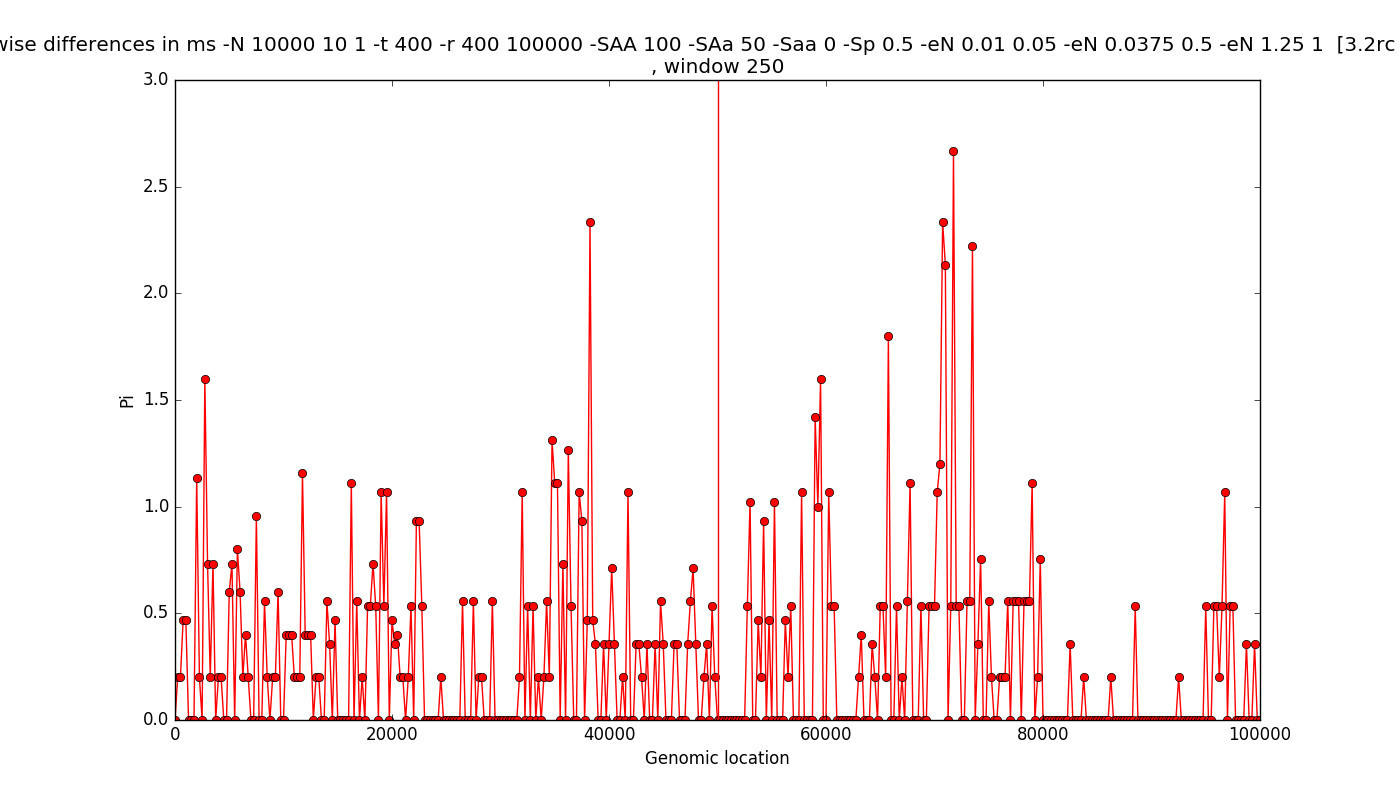 wise differences in ms -N 10000 10 1 -t 400 -r 400 100000 -SAA 100 -SAa 50 -Saa 0 -Sp 0.5 -eN 0.01 0.05 -eN 0.0375 0.5 -eN 1.25 1 [3.2rc
, window 250
3.0
2.5
2.0
1.5
1.0
0.5
0.0
Pi
0 20000 40000 60000 80000 100000
Genomic location